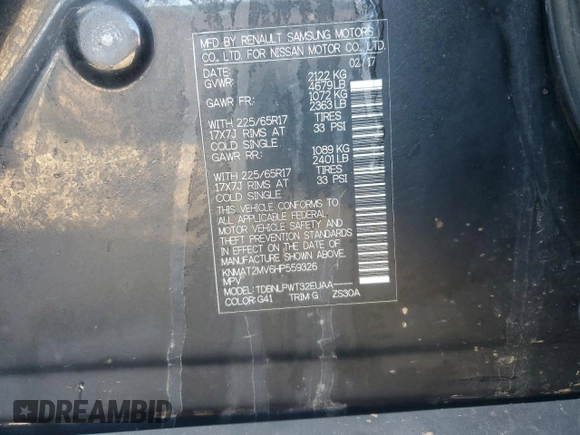 MFD BY RENAULT SAMSUNG MOTORS
CO., LTD. FOR NISSAN MOTOR CO., LTD.
DATE: 02/17
GVWR: 2122 KG
4679 LB
GAWR FR: 1072 KG
2363 LB
WITH 225/65R17 TIRES
17X7J RIMS AT 33 PSI
COLD SINGLE
GAWR RR: 1089 KG
2401 LB
WITH 225/65R17 TIRES
17X7J RIMS AT 33 PSI
COLD SINGLE
THIS VEHICLE CONFORMS TO
ALL APPLICABLE FEDERAL
MOTOR VEHICLE SAFETY AND
THEFT PREVENTION STANDARDS
IN EFFECT ON THE DATE OF
MANUFACTURE SHOWN ABOVE.
KNMAT2MV6HP559326
MPV
MODEL: TDBNLPWT32EUAA
COLOR: G41 TRIM G ZS30A
DREAMBID